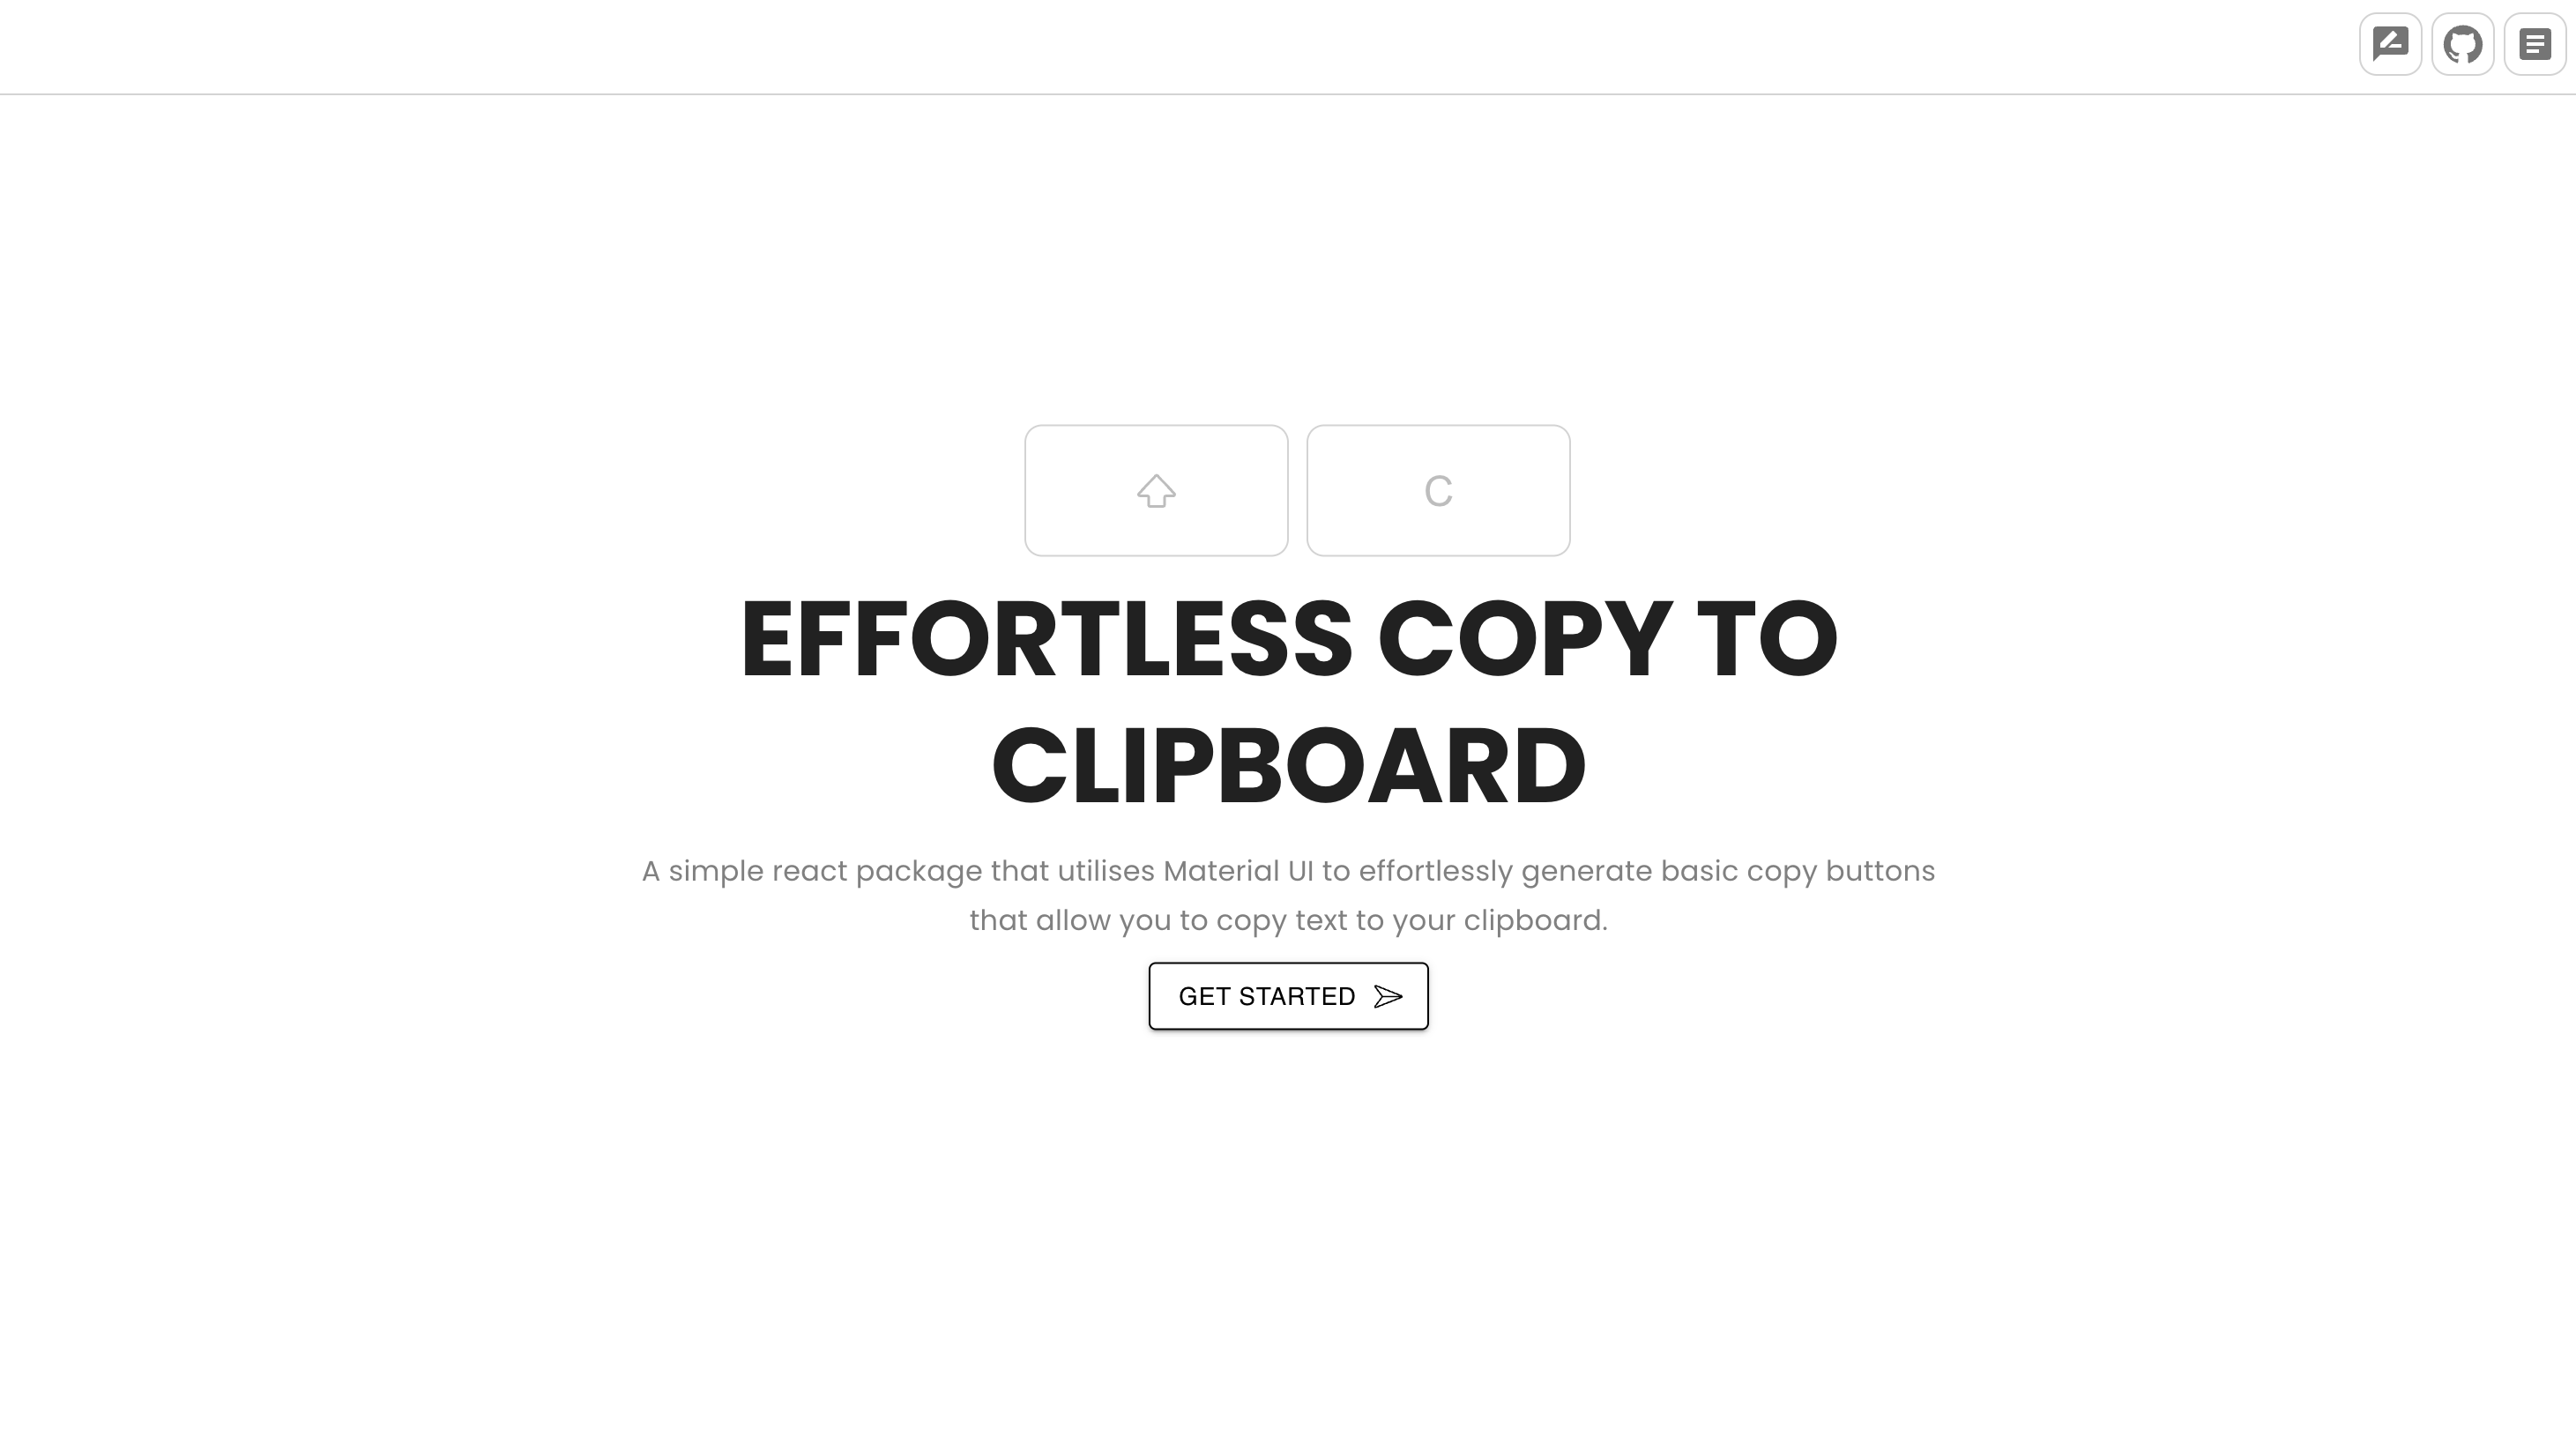 C
EFFORTLESS COPY TO
CLIPBOARD
A simple react package that utilises Material UI to effortlessly generate basic copy buttons
that allow you to copy text to your clipboard.
GET STARTED